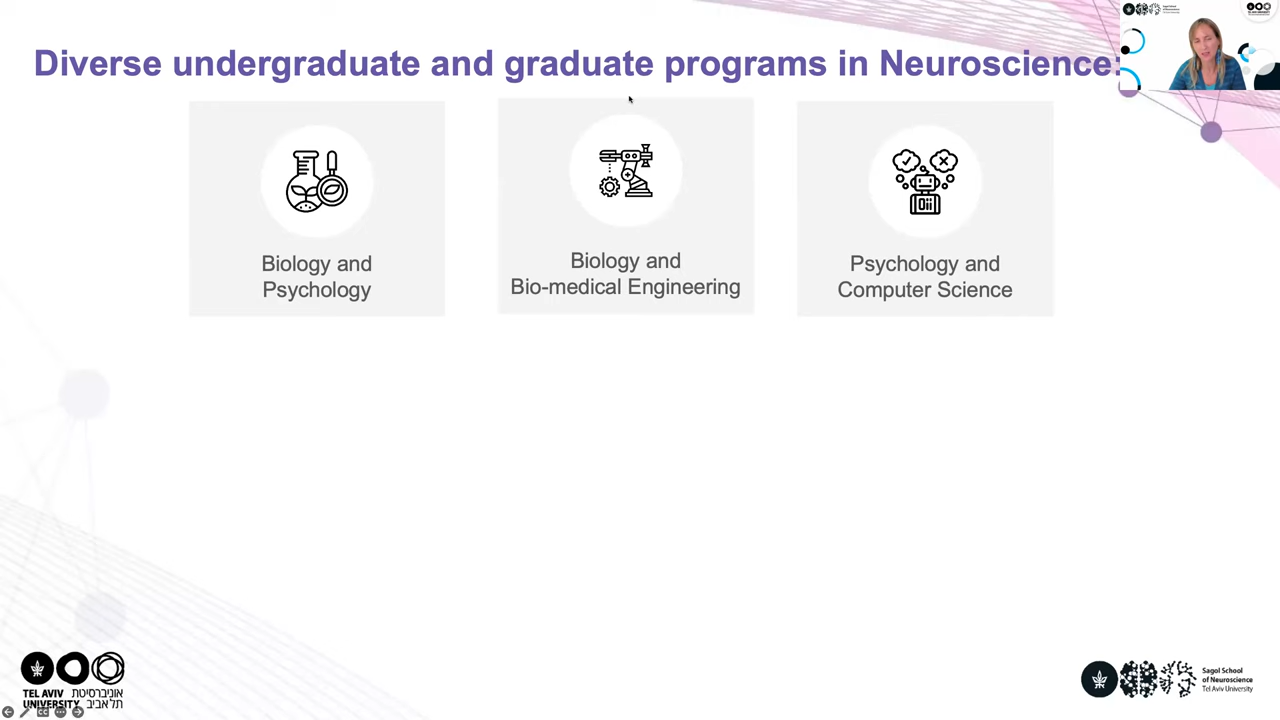 Diverse undergraduate and graduate programs in Neuroscience:
Biology and
Psychology
Biology and
Bio-medical Engineering
Psychology and
Computer Science
TEL AVIV אוניברסיטת
UNIVERSITY תל אביב
Sagol School
of Neuroscience
Tel Aviv University